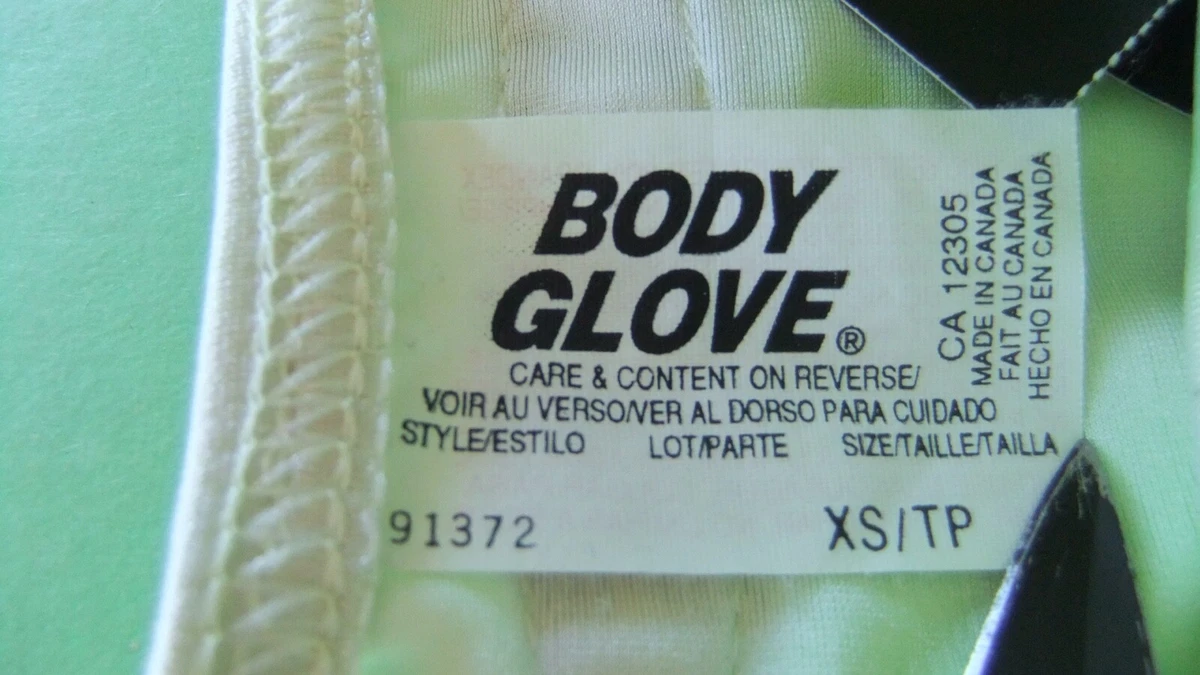 BODY
GLOVE®
CARE & CONTENT ON REVERSE/
VOIR AU VERSO/VER AL DORSO PARA CUIDADO
STYLE/ESTILO LOT/PARTE SIZE/TAILLE/TAILLA
91372 XS/TP
CA 12305
MADE IN CANADA
FAIT AU CANADA
HECHO EN CANADA